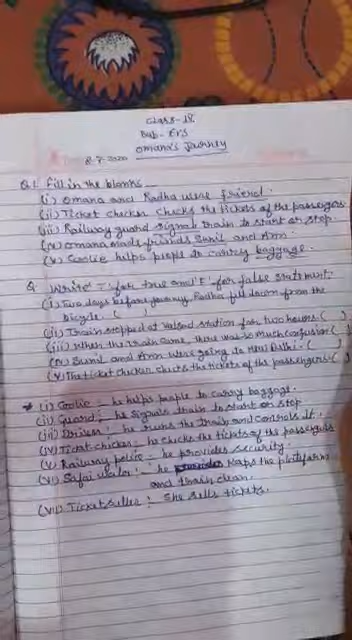 Class-IV
Sub- EVS
8-7-2020 Omana's Journey
Q1. Fill in the blanks
(i) Omana and Radha were friend.
(ii) Ticket checker checks the tickets of the passengers
(iii) Railway guard signals train to start or stop
(iv) Omana made friends Sunil and Ann.
(v) Coolie helps people to carry baggage.
Q. Write 'T' for true and 'F' for false statement.
(i) Two days before journey, Radha fell down from the
bicycle. ( )
(ii) Train stopped at Valsad station for two hours. ( )
(iii) When the train came, there was so much confusion ( )
(iv) Sunil and Ann were going to New Delhi. ( )
(v) The ticket checker checks the tickets of the passengers ( )
(i) Coolie - he helps people to carry baggage.
(ii) Guard - he signals train to start or stop
(iii) Driver - he runs the train and controls it.
(iv) Ticket checker - he checks the tickets of the passengers
(v) Railway police - he provides security.
(vi) Safai wala - he keeps the platform
and train clean.
(vii) Ticket seller - She sells tickets.